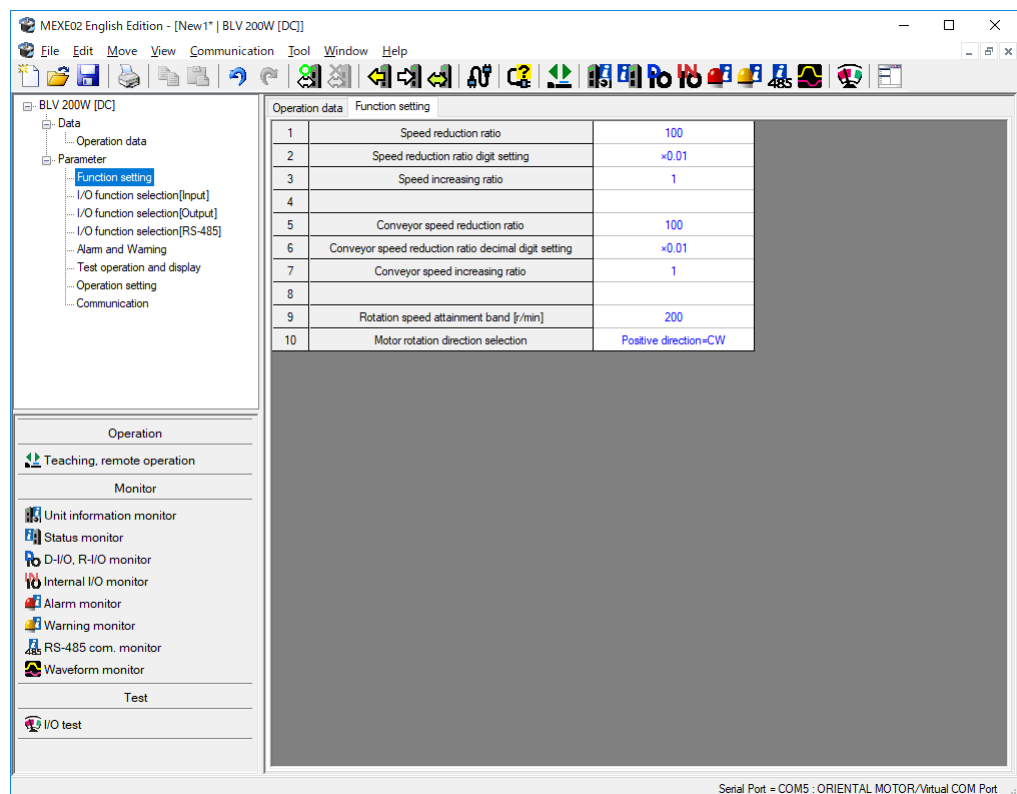 MEXE02 English Edition - [New1* | BLV 200W [DC]]
File Edit Move View Communication Tool Window Help
BLV 200W [DC]
Data
Operation data
Parameter
Function setting
I/O function selection[Input]
I/O function selection[Output]
I/O function selection[RS-485]
Alarm and Warning
Test operation and display
Operation setting
Communication
Operation
Teaching, remote operation
Monitor
Unit information monitor
Status monitor
D-I/O, R-I/O monitor
Internal I/O monitor
Alarm monitor
Warning monitor
RS-485 com. monitor
Waveform monitor
Test
I/O test
Operation data Function setting
1 Speed reduction ratio 100
2 Speed reduction ratio digit setting ×0.01
3 Speed increasing ratio 1
4
5 Conveyor speed reduction ratio 100
6 Conveyor speed reduction ratio decimal digit setting ×0.01
7 Conveyor speed increasing ratio 1
8
9 Rotation speed attainment band [r/min] 200
10 Motor rotation direction selection Positive direction=CW
Serial Port = COM5 : ORIENTAL MOTOR/Virtual COM Port